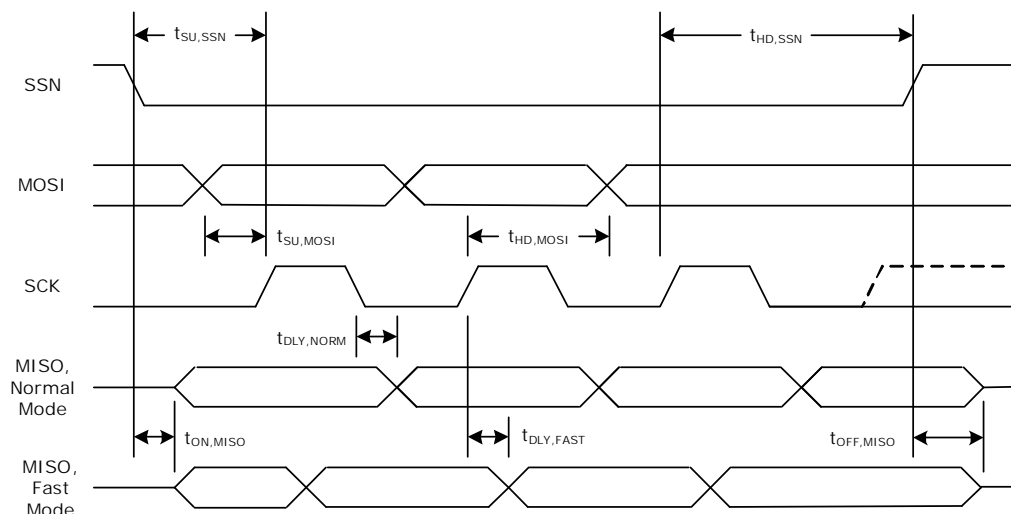 tSU,SSN
tHD,SSN
SSN
MOSI
tSU,MOSI
tHD,MOSI
SCK
tDLY,NORM
MISO,
Normal
Mode
tON,MISO
tDLY,FAST
tOFF,MISO
MISO,
Fast
Mode